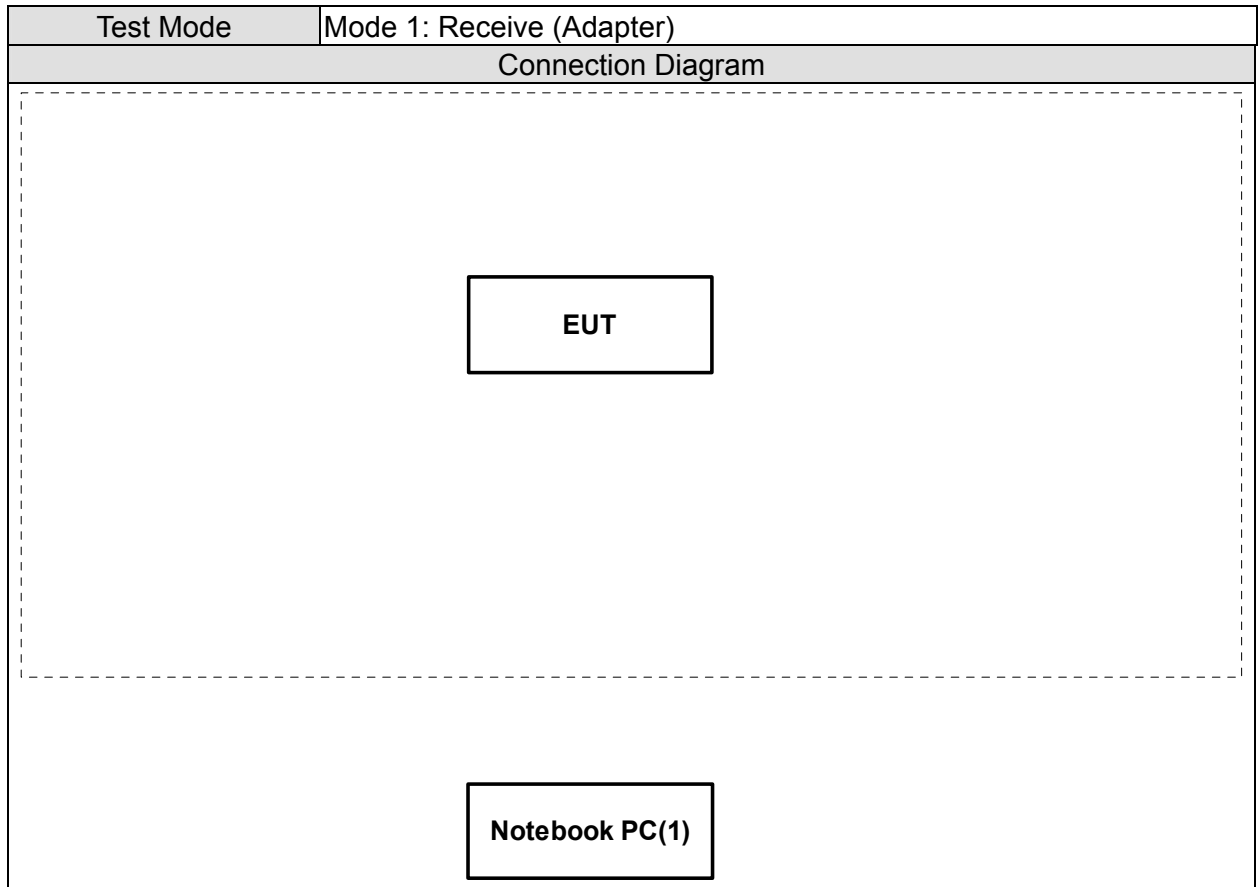 Test Mode Mode 1: Receive (Adapter)
Connection Diagram
EUT
Notebook PC(1)